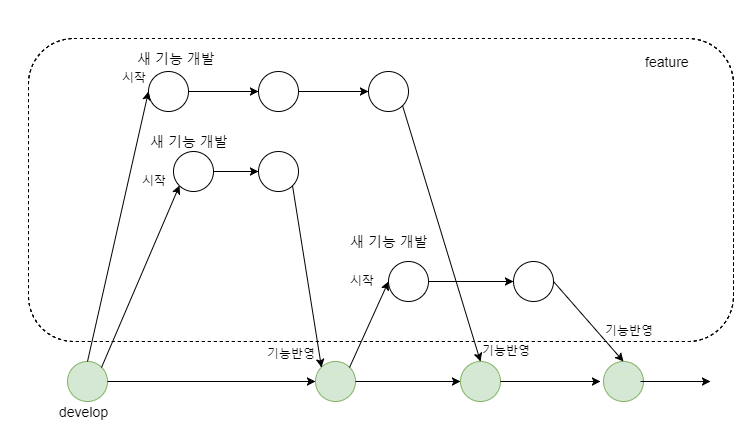 새 기능 개발
시작
feature
새 기능 개발
시작
새 기능 개발
시작
기능반영
기능반영
기능반영
develop